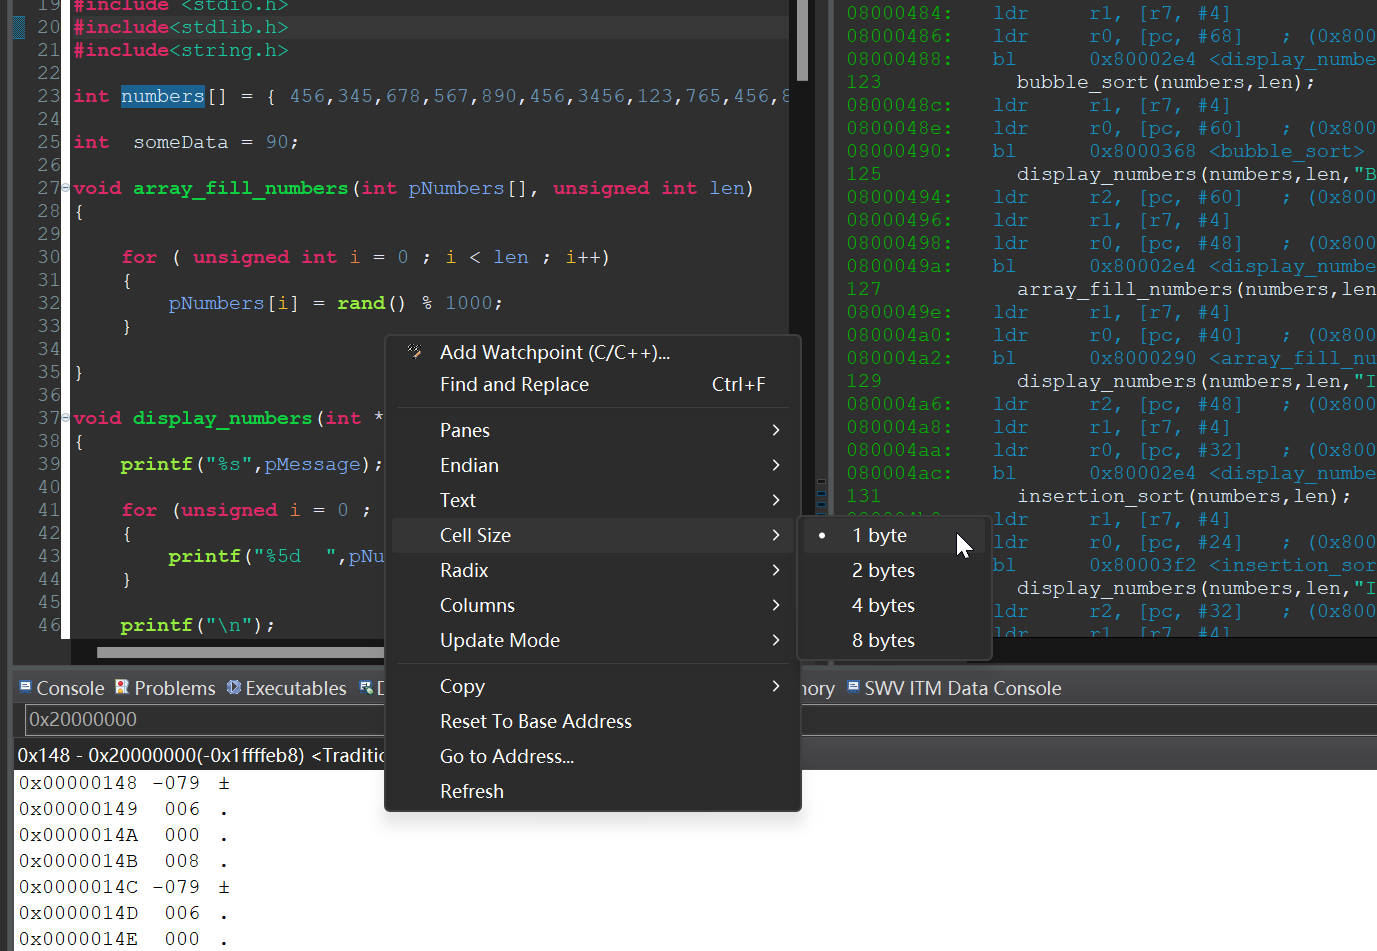 19 #include <stdio.h>
20 #include<stdlib.h>
21 #include<string.h>
22
23 int numbers[] = { 456,345,678,567,890,456,3456,123,765,456,8
24
25 int  someData = 90;
26
27 void array_fill_numbers(int pNumbers[], unsigned int len)
28 {
29
30     for ( unsigned int i = 0 ; i < len ; i++)
31     {
32         pNumbers[i] = rand() % 1000;
33     }
34
35 }
36
37 void display_numbers(int *
38 {
39     printf("%s",pMessage);
40
41     for (unsigned i = 0 ;
42     {
43         printf("%5d  ",pNu
44     }
45
46     printf("\n");
08000484: ldr r1, [r7, #4]
08000486: ldr r0, [pc, #68] ; (0x800
08000488: bl 0x80002e4 <display_numbe
123 bubble_sort(numbers,len);
0800048c: ldr r1, [r7, #4]
0800048e: ldr r0, [pc, #60] ; (0x800
08000490: bl 0x8000368 <bubble_sort>
125 display_numbers(numbers,len,"B
08000494: ldr r2, [pc, #60] ; (0x800
08000496: ldr r1, [r7, #4]
08000498: ldr r0, [pc, #48] ; (0x800
0800049a: bl 0x80002e4 <display_numbe
127 array_fill_numbers(numbers,len
0800049e: ldr r1, [r7, #4]
080004a0: ldr r0, [pc, #40] ; (0x800
080004a2: bl 0x8000290 <array_fill_nu
129 display_numbers(numbers,len,"I
080004a6: ldr r2, [pc, #48] ; (0x800
080004a8: ldr r1, [r7, #4]
080004aa: ldr r0, [pc, #32] ; (0x800
080004ac: bl 0x80002e4 <display_numbe
131 insertion_sort(numbers,len);
ldr r1, [r7, #4]
ldr r0, [pc, #24] ; (0x800
bl 0x80003f2 <insertion_sor
display_numbers(numbers,len,"I
ldr r2, [pc, #32] ; (0x800
ldr r1 [r7 #4]
Add Watchpoint (C/C++)...
Find and Replace Ctrl+F
Panes
Endian
Text
Cell Size
Radix
Columns
Update Mode
Copy
Reset To Base Address
Go to Address...
Refresh
1 byte
2 bytes
4 bytes
8 bytes
Console Problems Executables D
ory SWV ITM Data Console
0x20000000
0x148 - 0x20000000(-0x1ffffeb8) <Traditio
0x00000148 -079 ±
0x00000149 006 .
0x0000014A 000 .
0x0000014B 008 .
0x0000014C -079 ±
0x0000014D 006 .
0x0000014E 000 .